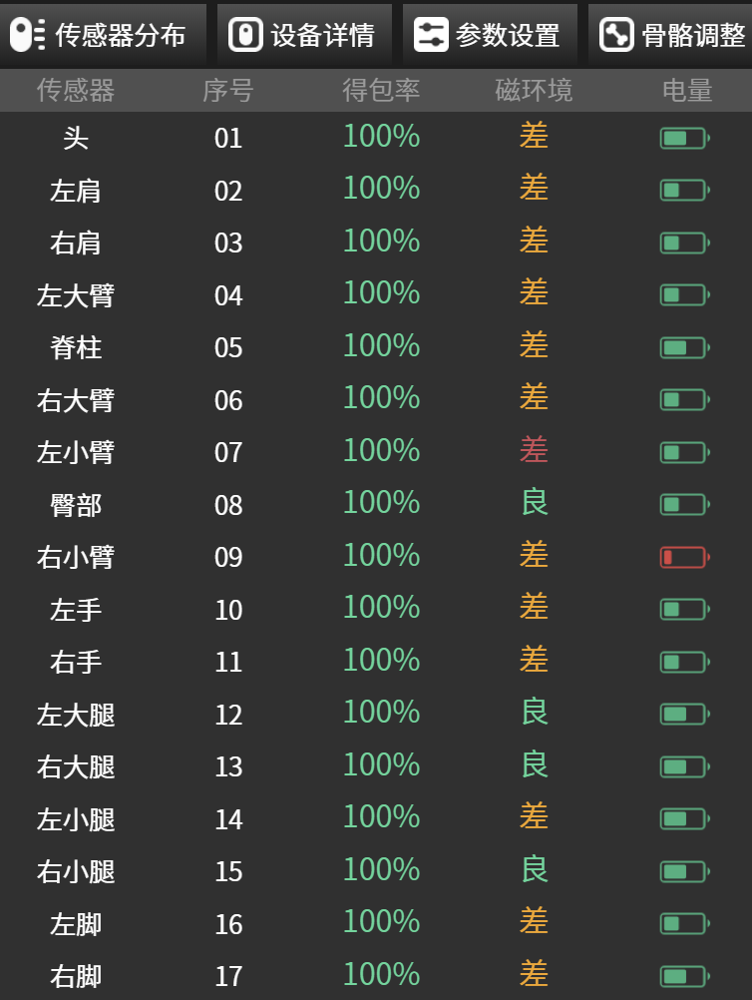 传感器分布 设备详情 参数设置 骨骼调整
传感器 序号 得包率 磁环境 电量
头 01 100% 差
左肩 02 100% 差
右肩 03 100% 差
左大臂 04 100% 差
脊柱 05 100% 差
右大臂 06 100% 差
左小臂 07 100% 差
臀部 08 100% 良
右小臂 09 100% 差
左手 10 100% 差
右手 11 100% 差
左大腿 12 100% 良
右大腿 13 100% 良
左小腿 14 100% 差
右小腿 15 100% 良
左脚 16 100% 差
右脚 17 100% 差